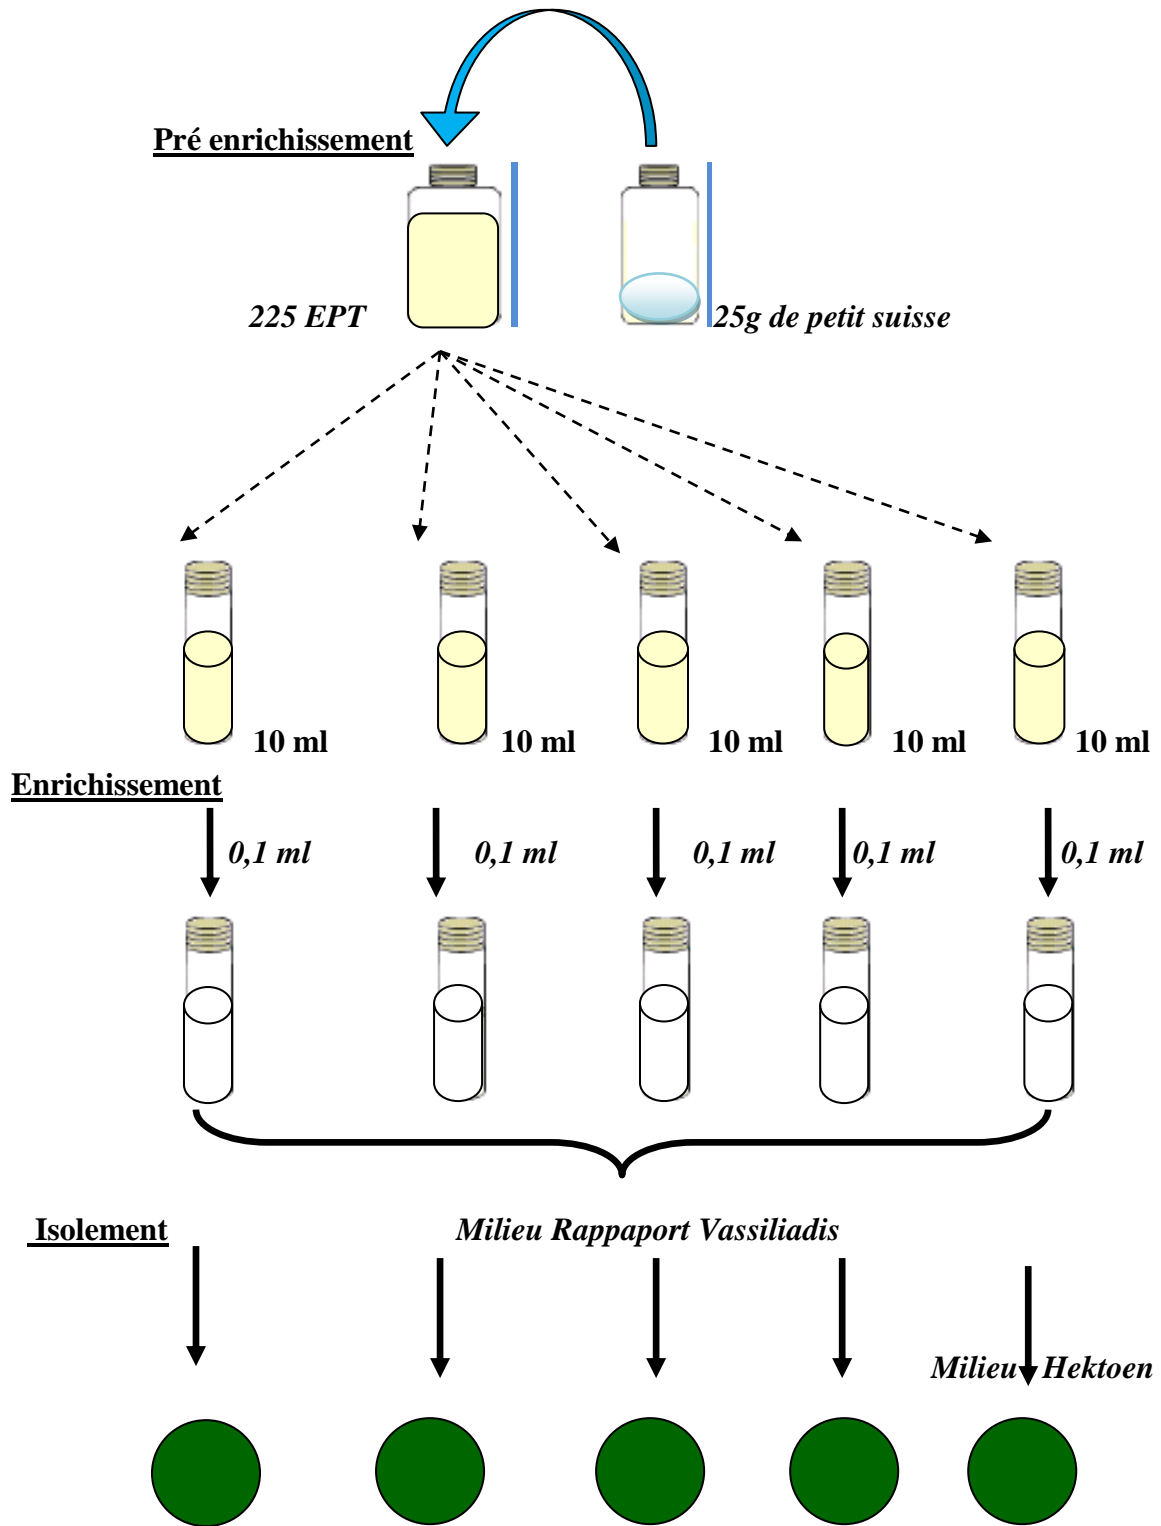 Pré enrichissement
225 EPT
25g de petit suisse
10 ml
10 ml
10 ml
10 ml
10 ml
Enrichissement
0,1 ml
0,1 ml
0,1 ml
0,1 ml
0,1 ml
Isolement
Milieu Rappaport Vassiliadis
Milieu Hektoen